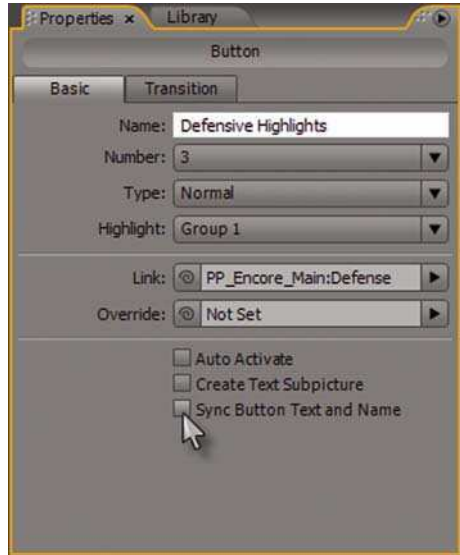 Properties × Library
Button
Basic Transition
Name: Defensive Highlights
Number: 3
Type: Normal
Highlight: Group 1
Link: PP_Encore_Main:Defense
Override: Not Set
Auto Activate
Create Text Subpicture
Sync Button Text and Name